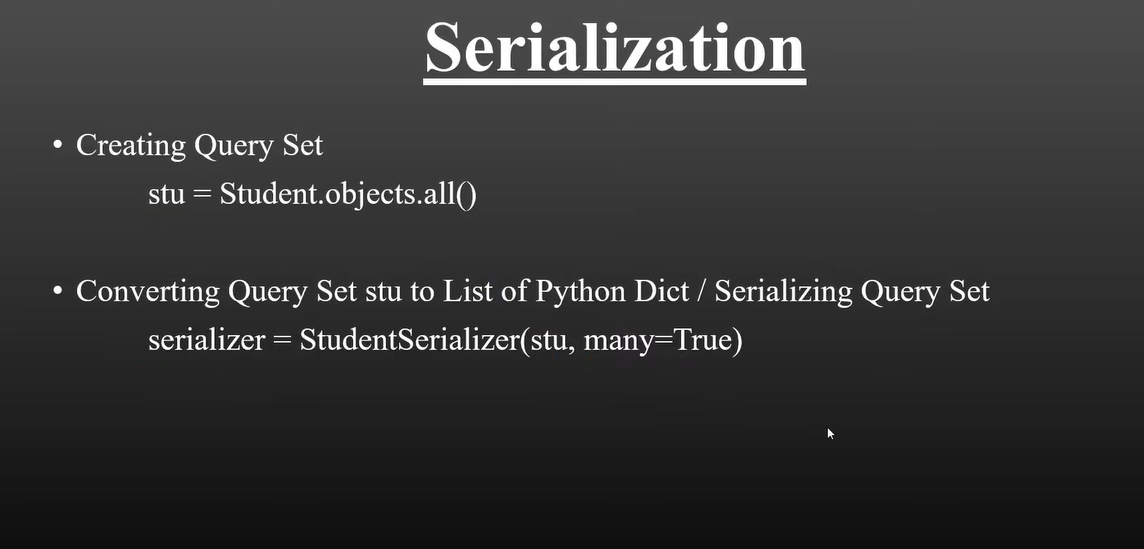 Serialization
• Creating Query Set
stu = Student.objects.all()
• Converting Query Set stu to List of Python Dict / Serializing Query Set
serializer = StudentSerializer(stu, many=True)